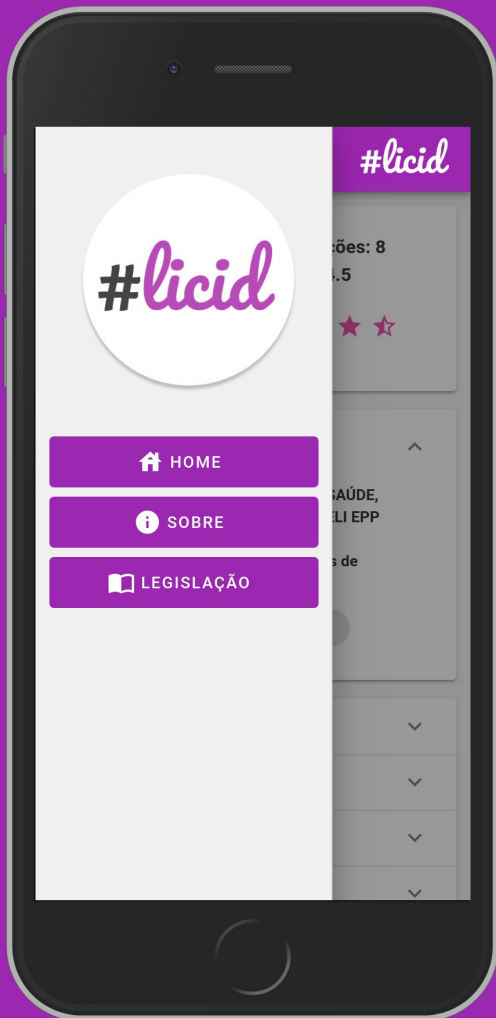 #licid
#licid
ções: 8
.5
HOME
SAÚDE,
SOBRE
ELI EPP
s de
LEGISLAÇÃO